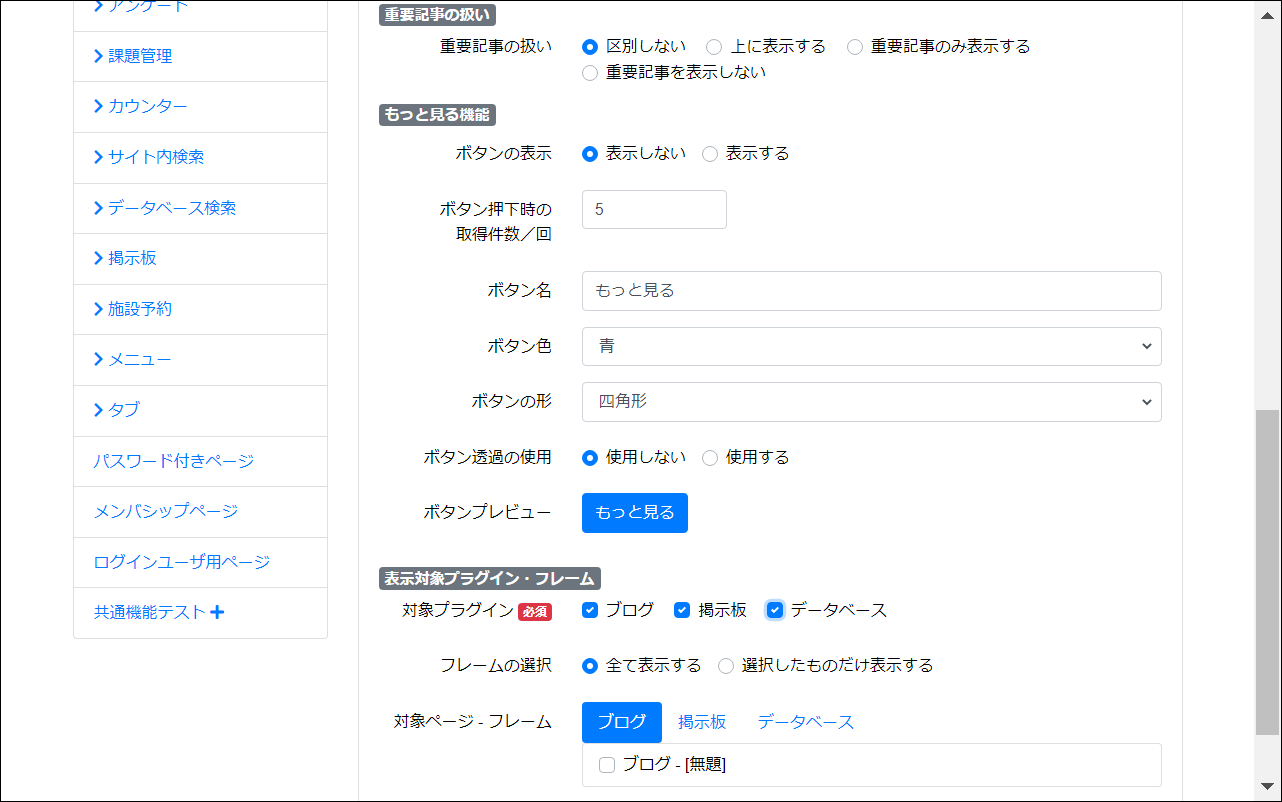 アンケート
課題管理
カウンター
サイト内検索
データベース検索
掲示板
施設予約
メニュー
タブ
パスワード付きページ
メンバシップページ
ログインユーザ用ページ
共通機能テスト
重要記事の扱い
重要記事の扱い 区別しない 上に表示する 重要記事のみ表示する
重要記事を表示しない
もっと見る機能
ボタンの表示 表示しない 表示する
ボタン押下時の
取得件数／回 5
ボタン名 もっと見る
ボタン色 青
ボタンの形 四角形
ボタン透過の使用 使用しない 使用する
ボタンプレビュー もっと見る
表示対象プラグイン・フレーム
対象プラグイン 必須 ブログ 掲示板 データベース
フレームの選択 全て表示する 選択したものだけ表示する
対象ページ - フレーム ブログ 掲示板 データベース
ブログ - [無題]